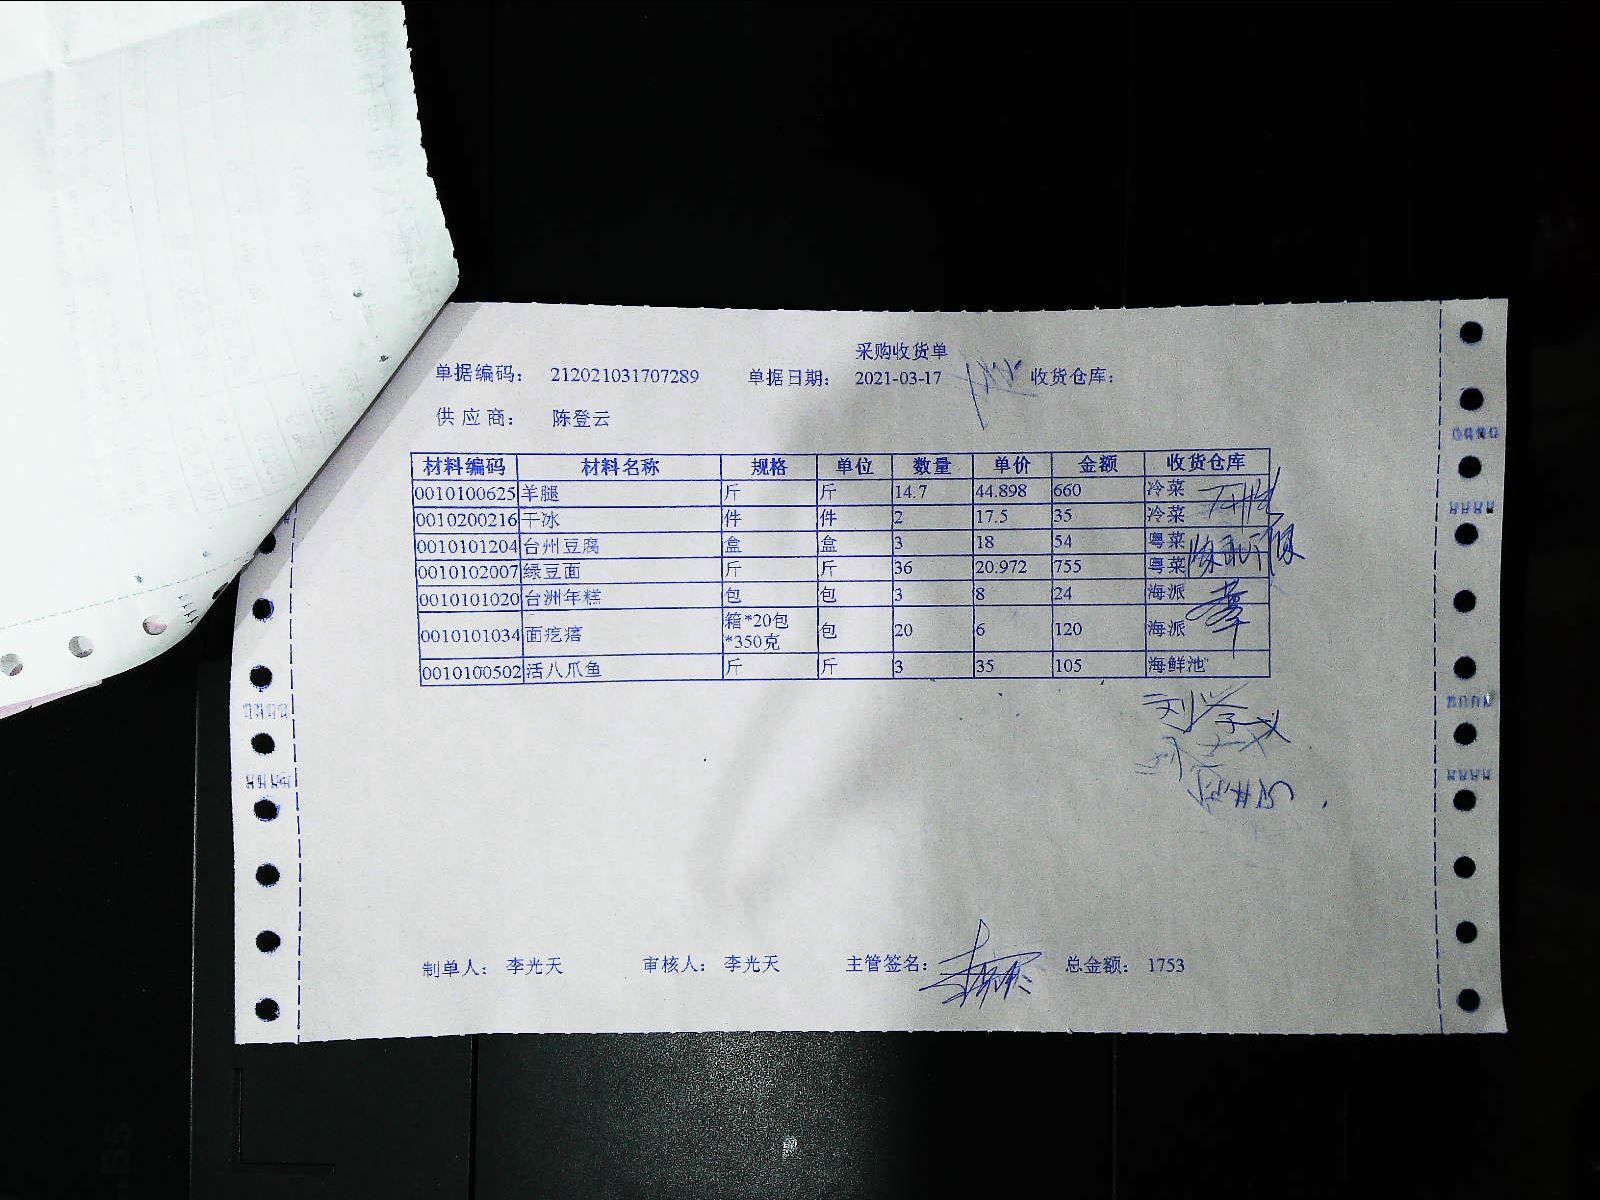 采购收货单
单据编码： 212021031707289 单据日期： 2021-03-17 收货仓库：
供应商： 陈登云
材料编码 材料名称 规格 单位 数量 单价 金额 收货仓库
0010100625 羊腿 斤 斤 14.7 44.898 660 冷菜
0010200216 干冰 件 件 2 17.5 35 冷菜
0010101204 台州豆腐 盒 盒 3 18 54 粤菜
0010102007 绿豆面 斤 斤 36 20.972 755 粤菜
0010101020 台洲年糕 包 包 3 8 24 海派
0010101034 面疙瘩 箱*20包*350克 包 20 6 120 海派
0010100502 活八爪鱼 斤 斤 3 35 105 海鲜池
制单人： 李光天 审核人： 李光天 主管签名： 总金额： 1753